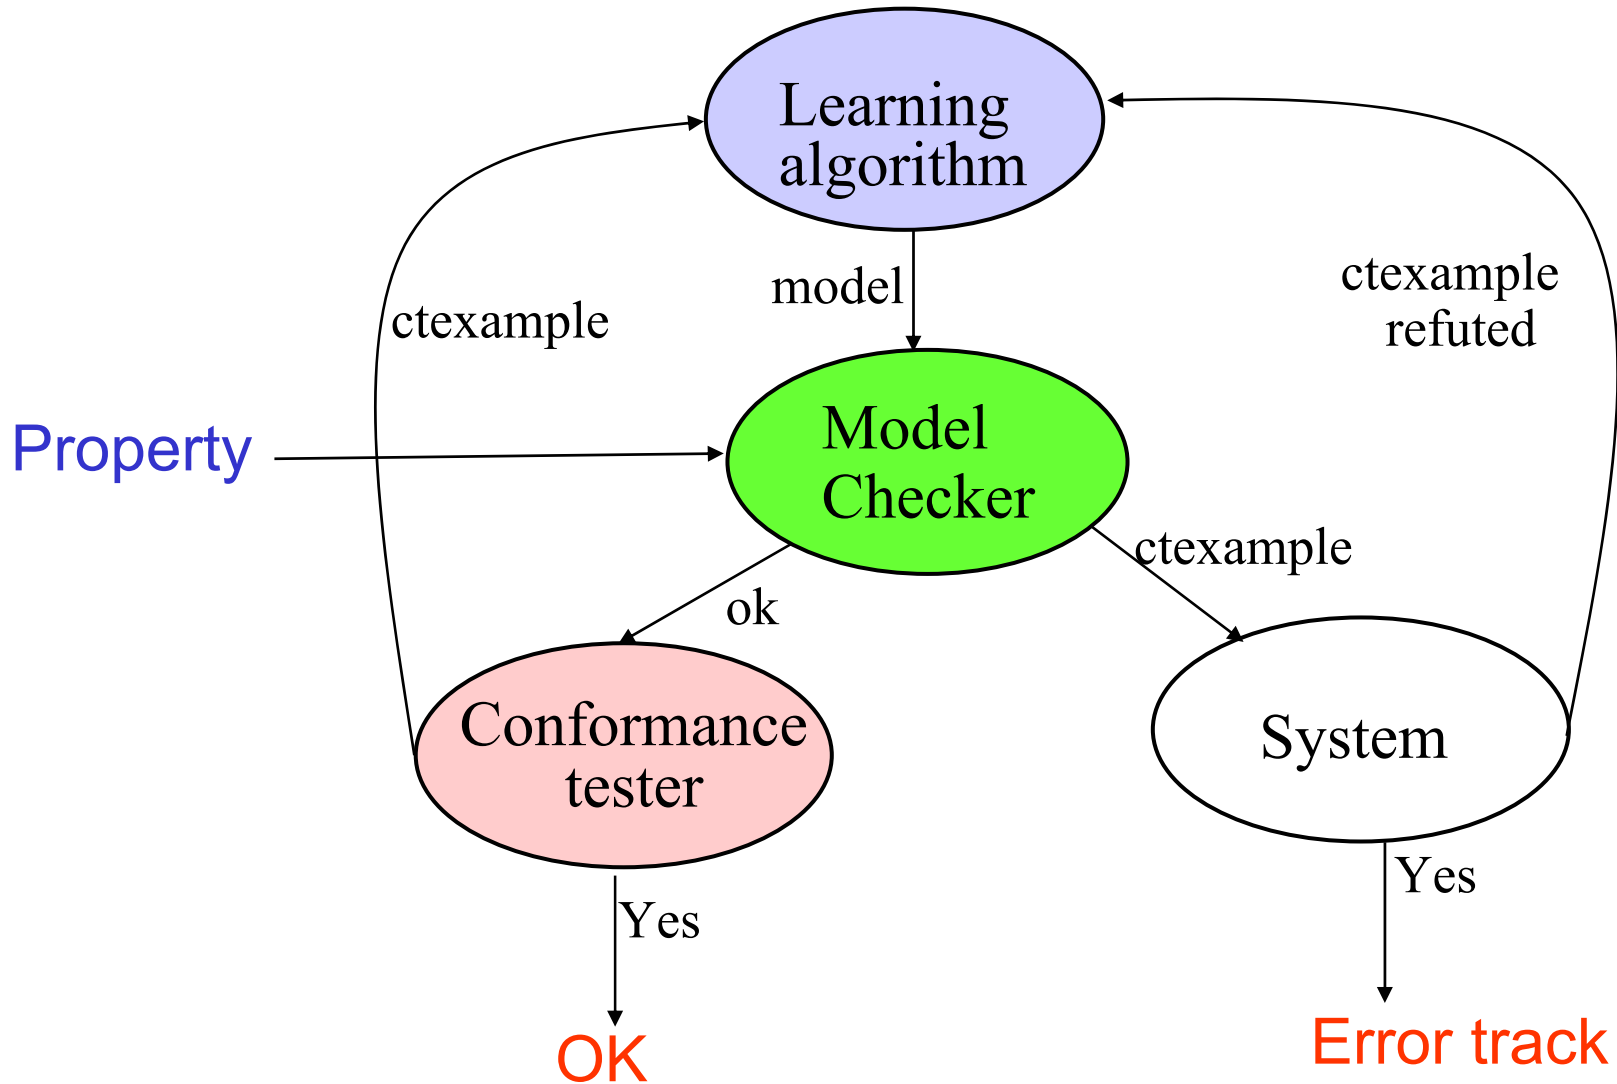 Learning
algorithm
model
ctexample
ctexample
refuted
Property
Model
Checker
ctexample
ok
Conformance
tester
System
Yes
Yes
OK
Error track